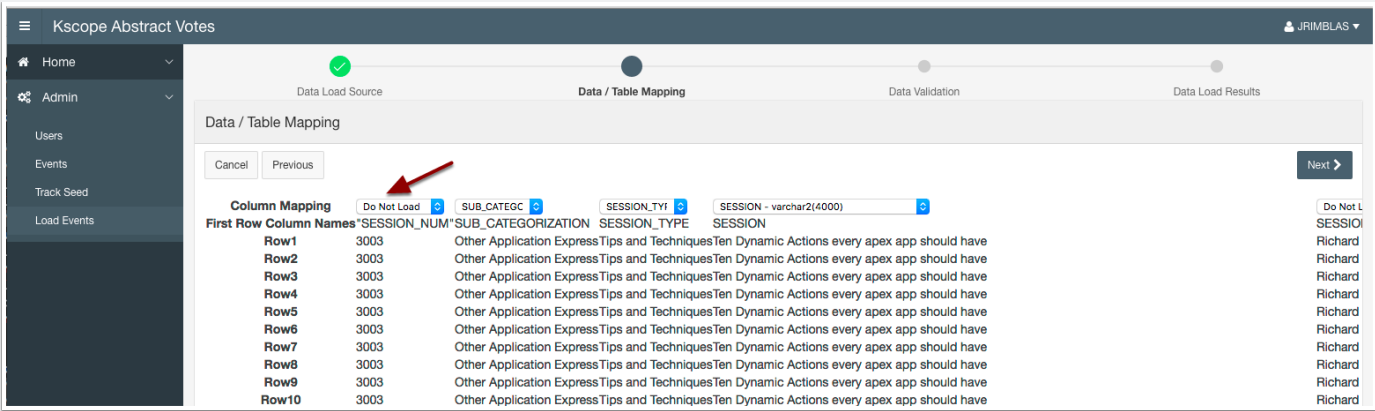 Kscope Abstract Votes JRIMBLAS
Home
Admin
Users
Events
Track Seed
Load Events
Data Load Source Data / Table Mapping Data Validation Data Load Results
Data / Table Mapping
Cancel Previous Next
Column Mapping Do Not Load SUB_CATEGC SESSION_TYF SESSION - varchar2(4000) Do Not L
First Row Column Names "SESSION_NUM" SUB_CATEGORIZATION SESSION_TYPE SESSION SESSIO
Row1 3003 Other Application Express Tips and Techniques Ten Dynamic Actions every apex app should have Richard
Row2 3003 Other Application Express Tips and Techniques Ten Dynamic Actions every apex app should have Richard
Row3 3003 Other Application Express Tips and Techniques Ten Dynamic Actions every apex app should have Richard
Row4 3003 Other Application Express Tips and Techniques Ten Dynamic Actions every apex app should have Richard
Row5 3003 Other Application Express Tips and Techniques Ten Dynamic Actions every apex app should have Richard
Row6 3003 Other Application Express Tips and Techniques Ten Dynamic Actions every apex app should have Richard
Row7 3003 Other Application Express Tips and Techniques Ten Dynamic Actions every apex app should have Richard
Row8 3003 Other Application Express Tips and Techniques Ten Dynamic Actions every apex app should have Richard
Row9 3003 Other Application Express Tips and Techniques Ten Dynamic Actions every apex app should have Richard
Row10 3003 Other Application Express Tips and Techniques Ten Dynamic Actions every apex app should have Richard